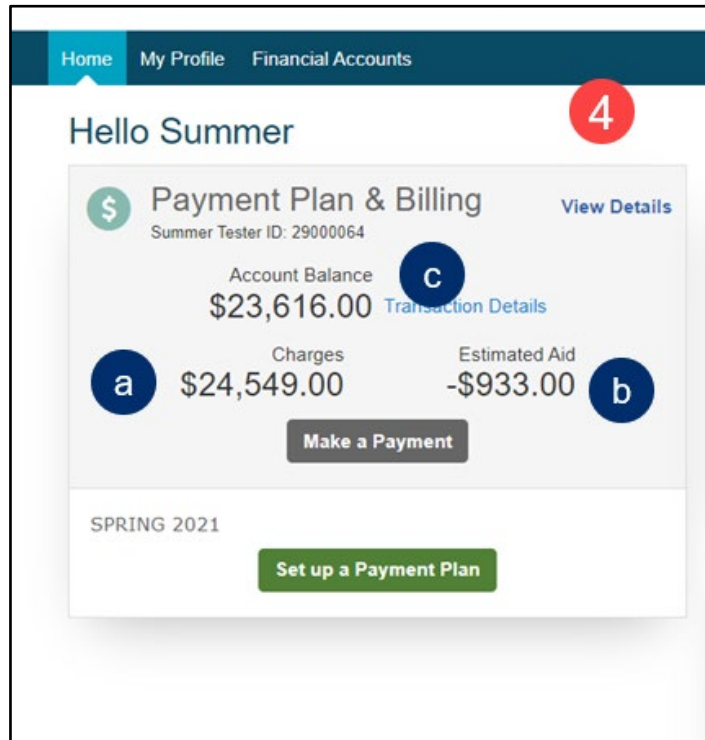 Home My Profile Financial Accounts
4
Hello Summer
$ Payment Plan & Billing View Details
Summer Tester ID: 29000064
Account Balance c
$23,616.00 Transaction Details
Charges Estimated Aid
a $24,549.00 -$933.00 b
Make a Payment
SPRING 2021
Set up a Payment Plan